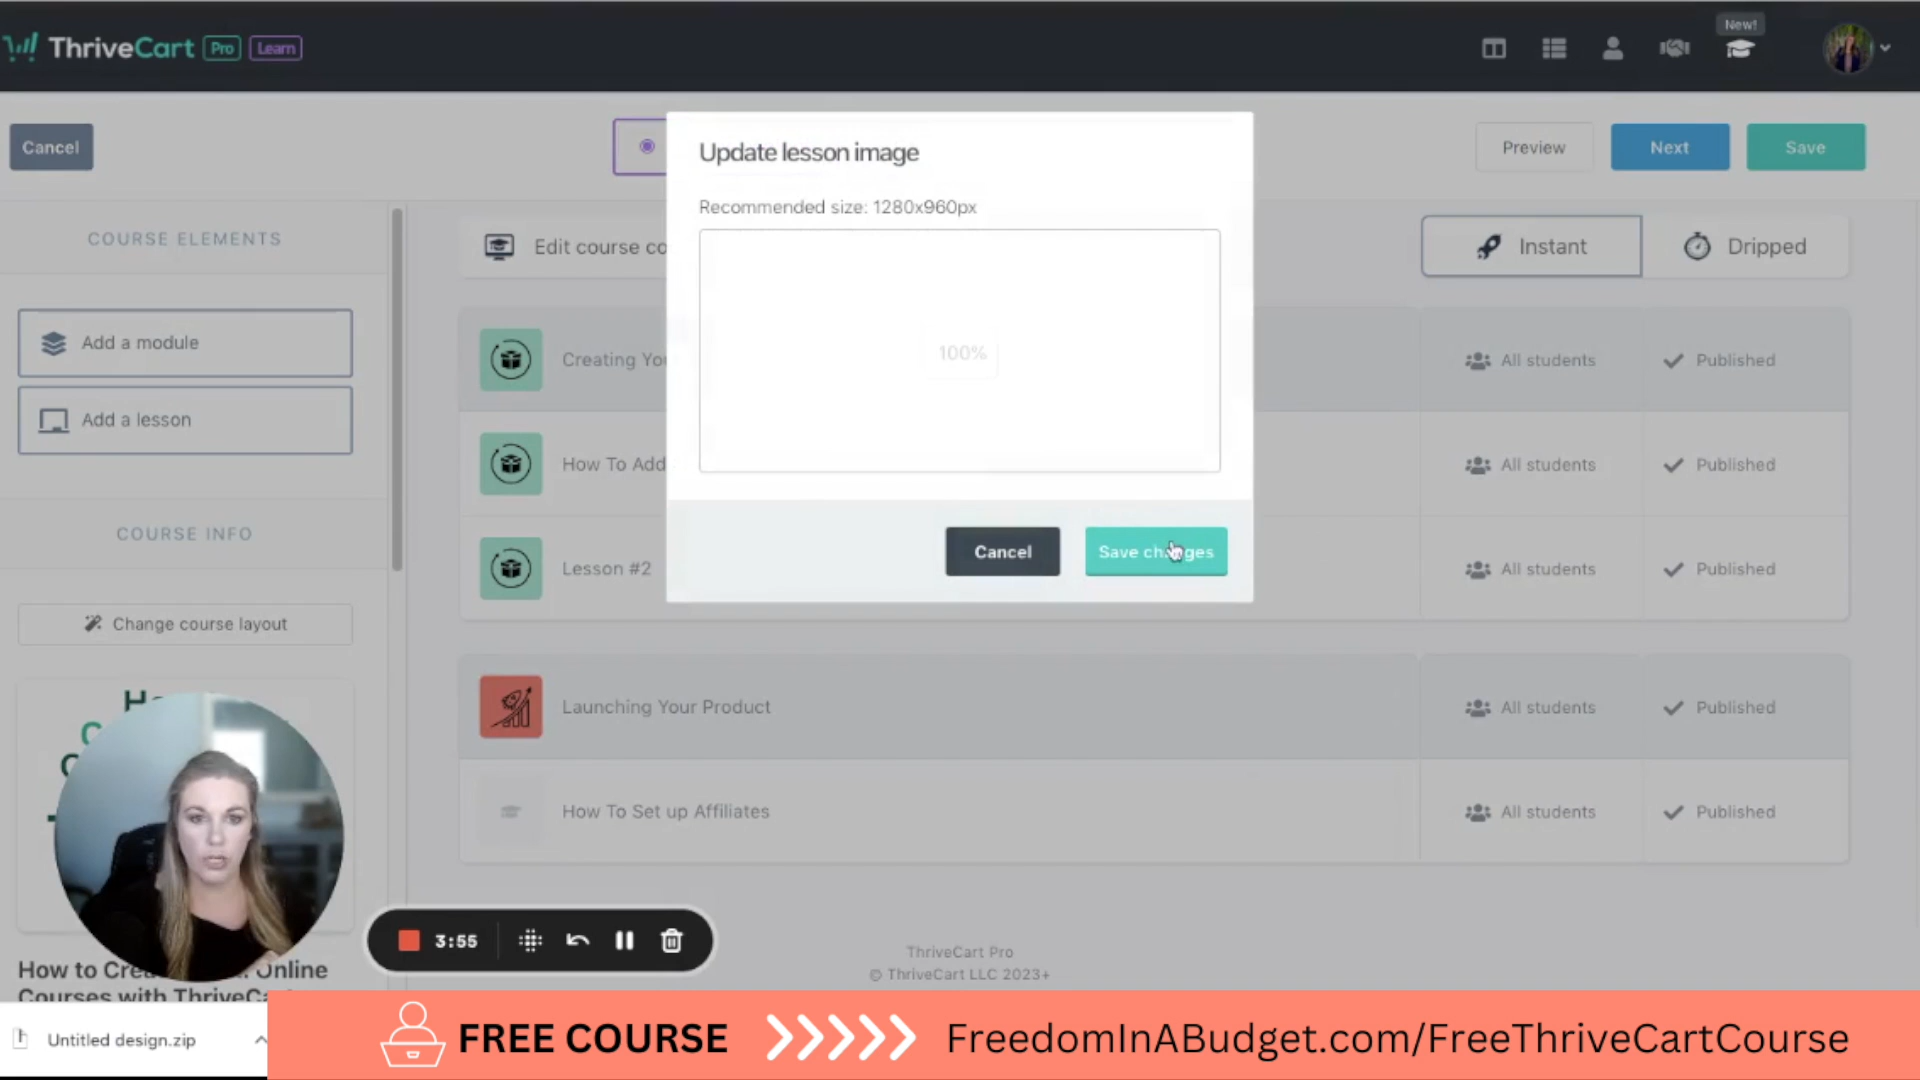 ThriveCart Pro Learn
New!
Cancel
Preview
Next
Save
Update lesson image
Recommended size: 1280x960px
100%
Cancel
Save changes
COURSE ELEMENTS
Add a module
Add a lesson
COURSE INFO
Change course layout
Edit course co
Instant
Dripped
Creating You
All students
Published
How To Add
All students
Published
Lesson #2
All students
Published
Launching Your Product
All students
Published
How To Set up Affiliates
All students
Published
3:55
ThriveCart Pro
© ThriveCart LLC 2023+
How to Cre
Online
Courses with ThriveCa
Untitled design.zip
FREE COURSE
FreedomInABudget.com/FreeThriveCartCourse